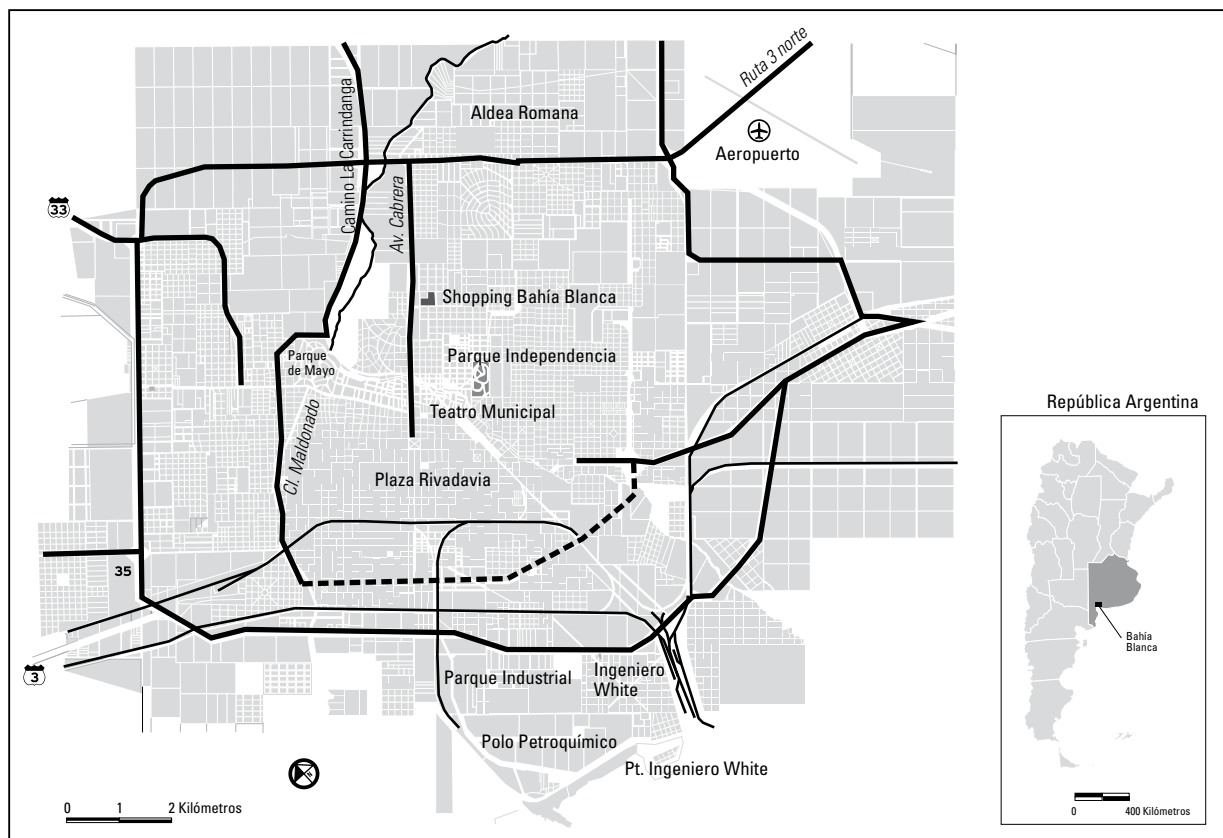 Ruta 3 norte
Aldea Romana
Camino La Carrindanga
Aeropuerto
33
Av. Cabrera
Shopping Bahía Blanca
Parque
de Mayo
Parque Independencia
Teatro Municipal
Cl. Maldonado
Plaza Rivadavia
35
3
Parque Industrial
Ingeniero
White
Polo Petroquímico
Pt. Ingeniero White
0 1 2 Kilómetros
República Argentina
Bahía
Blanca
0 400 Kilómetros